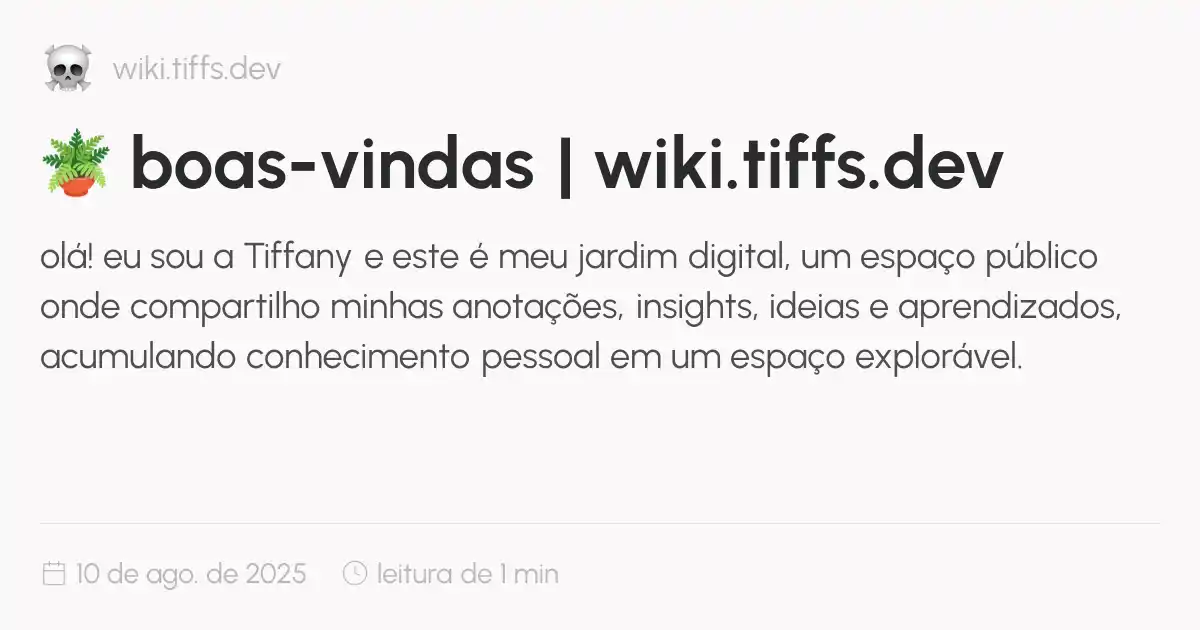 wiki.tiffs.dev
boas-vindas | wiki.tiffs.dev
olá! eu sou a Tiffany e este é meu jardim digital, um espaço público
onde compartilho minhas anotações, insights, ideias e aprendizados,
acumulando conhecimento pessoal em um espaço explorável.
10 de ago. de 2025 leitura de 1 min